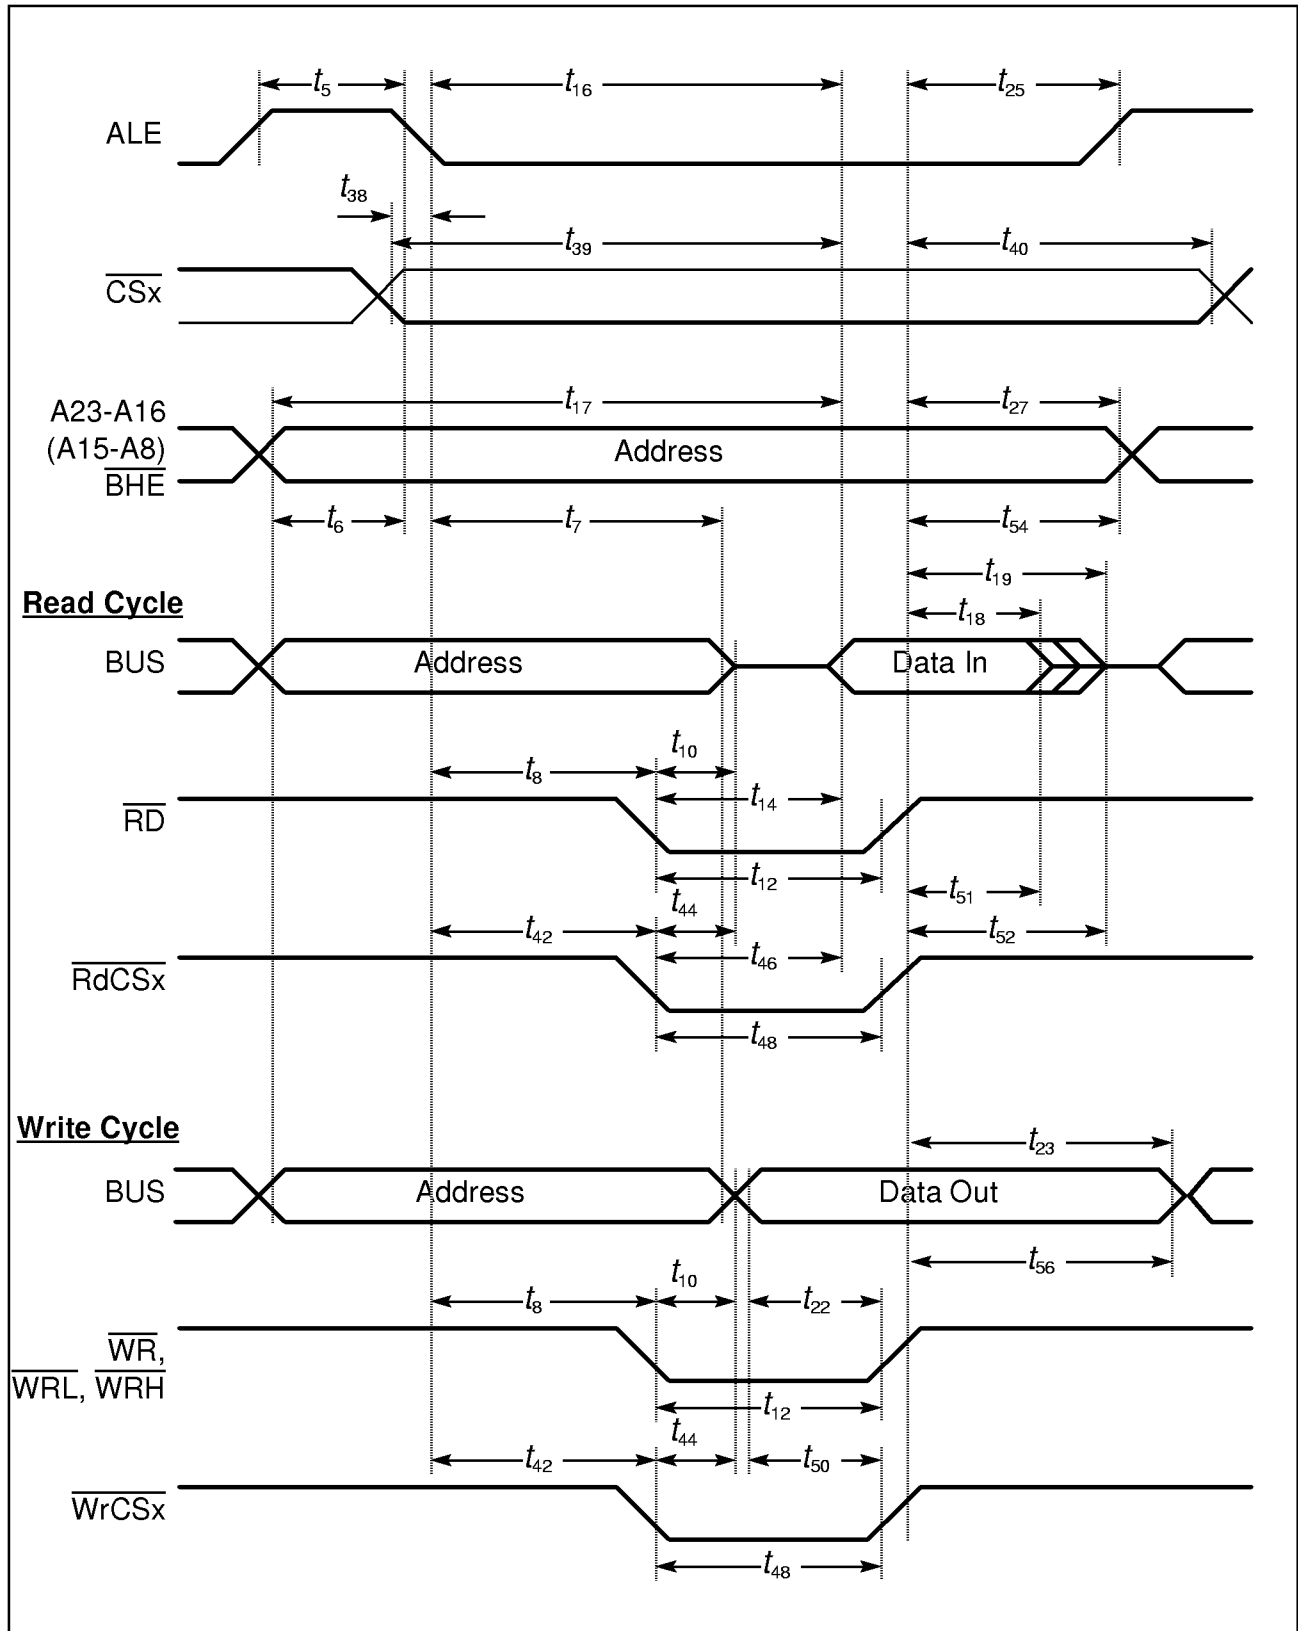 t5 t16 t25
ALE
t38
t39 t40
CSx
t17 t27
A23-A16
(A15-A8) Address
BHE
t6 t7 t54
t19
Read Cycle
t18
BUS Address Data In
t10
t8
t14
RD
t12
t51
t44
t42 t52
t46
RdCSx
t48
Write Cycle
t23
BUS Address Data Out
t56
t10
t8 t22
WR,
WRL, WRH
t12
t44
t42 t50
WrCSx
t48